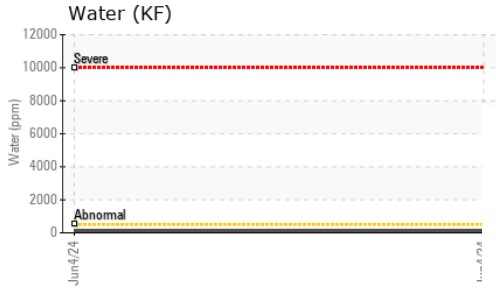 Water (KF)
12000
Severe
10000
8000
6000
4000
2000
Abnormal
0
Water (ppm)
Jun4/24
Jun4/24